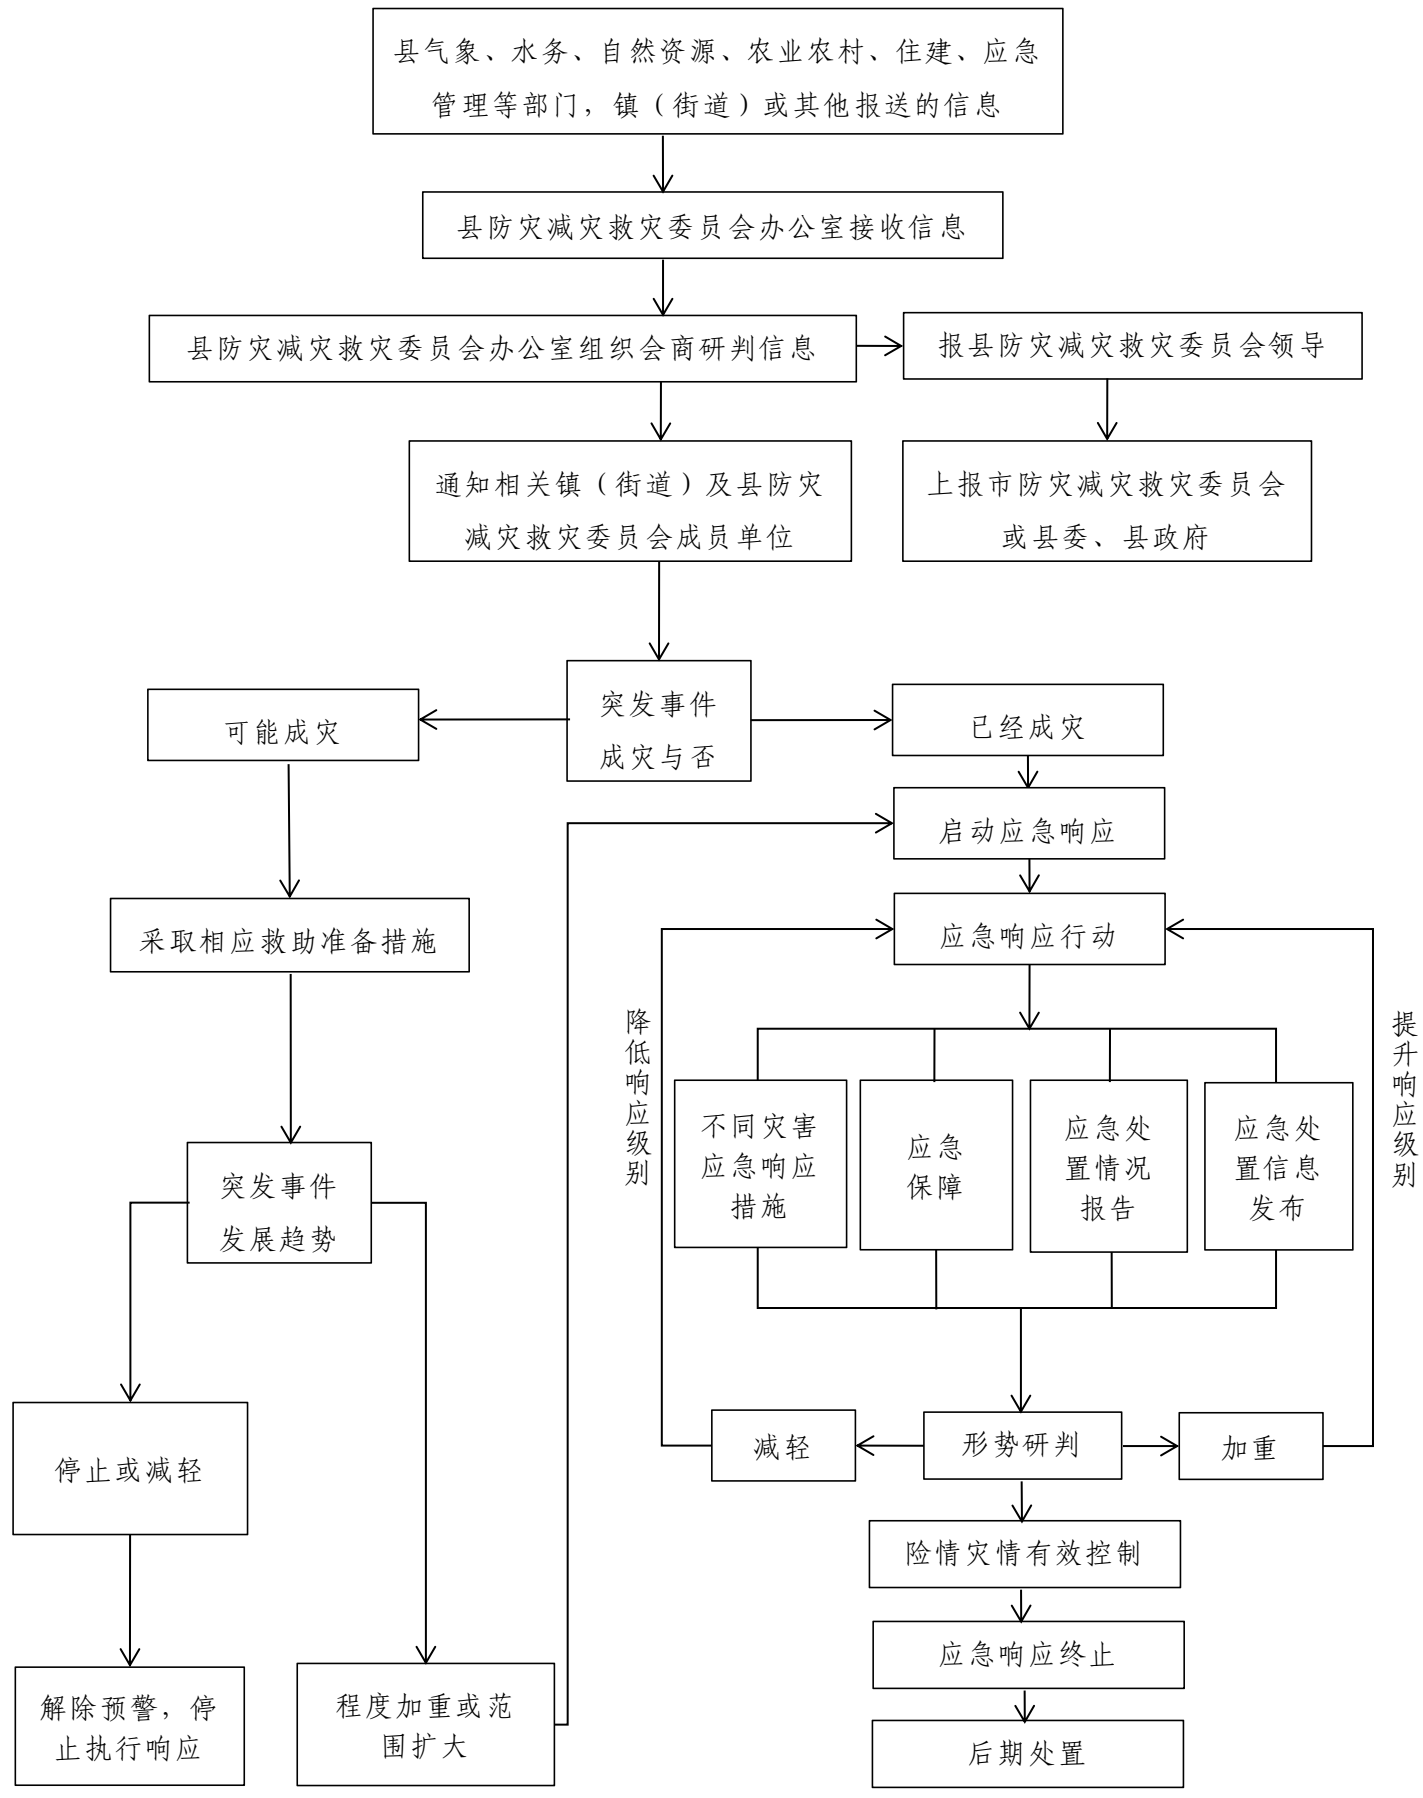 县气象、水务、自然资源、农业农村、住建、应急
管理等部门，镇（街道）或其他报送的信息
县防灾减灾救灾委员会办公室接收信息
县防灾减灾救灾委员会办公室组织会商研判信息
报县防灾减灾救灾委员会领导
通知相关镇（街道）及县防灾
减灾救灾委员会成员单位
上报市防灾减灾救灾委员会
或县委、县政府
突发事件
成灾与否
可能成灾
已经成灾
启动应急响应
采取相应救助准备措施
应急响应行动
降低响应级别
提升响应级别
不同灾害
应急响应
措施
应急
保障
应急处
置情况
报告
应急处
置信息
发布
突发事件
发展趋势
停止或减轻
减轻
形势研判
加重
险情灾情有效控制
应急响应终止
解除预警，停
止执行响应
程度加重或范
围扩大
后期处置